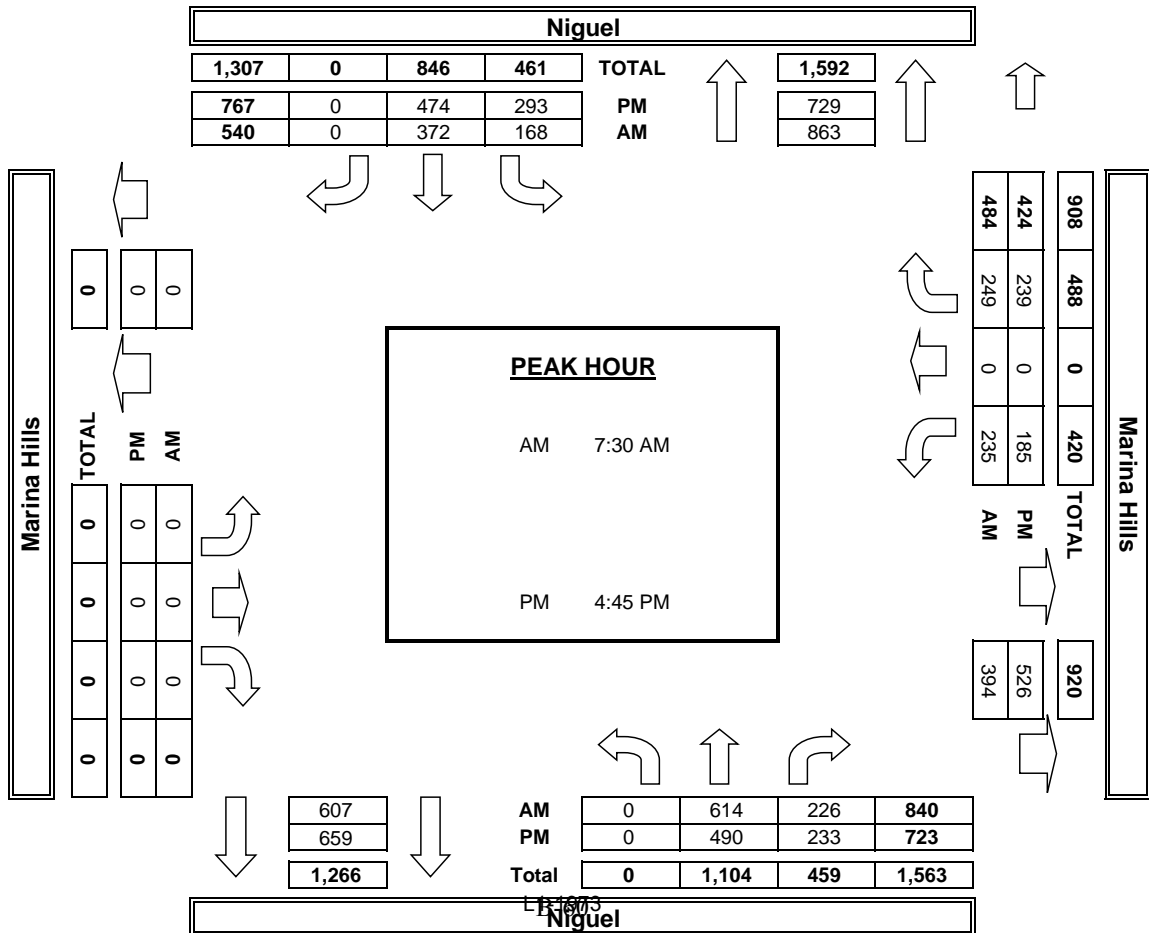 Niguel
1,307 0 846 461 TOTAL 1,592
767 0 474 293 PM 729
540 0 372 168 AM 863
Marina Hills
0 0 0
TOTAL PM AM
0 0 0
0 0 0
0 0 0
0 0 0
PEAK HOUR
AM 7:30 AM
PM 4:45 PM
484 424 908
249 239 488
0 0 0
235 185 420
AM PM TOTAL
394 526 920
Marina Hills
607 AM 0 614 226 840
659 PM 0 490 233 723
1,266 Total 0 1,104 459 1,563
Niguel